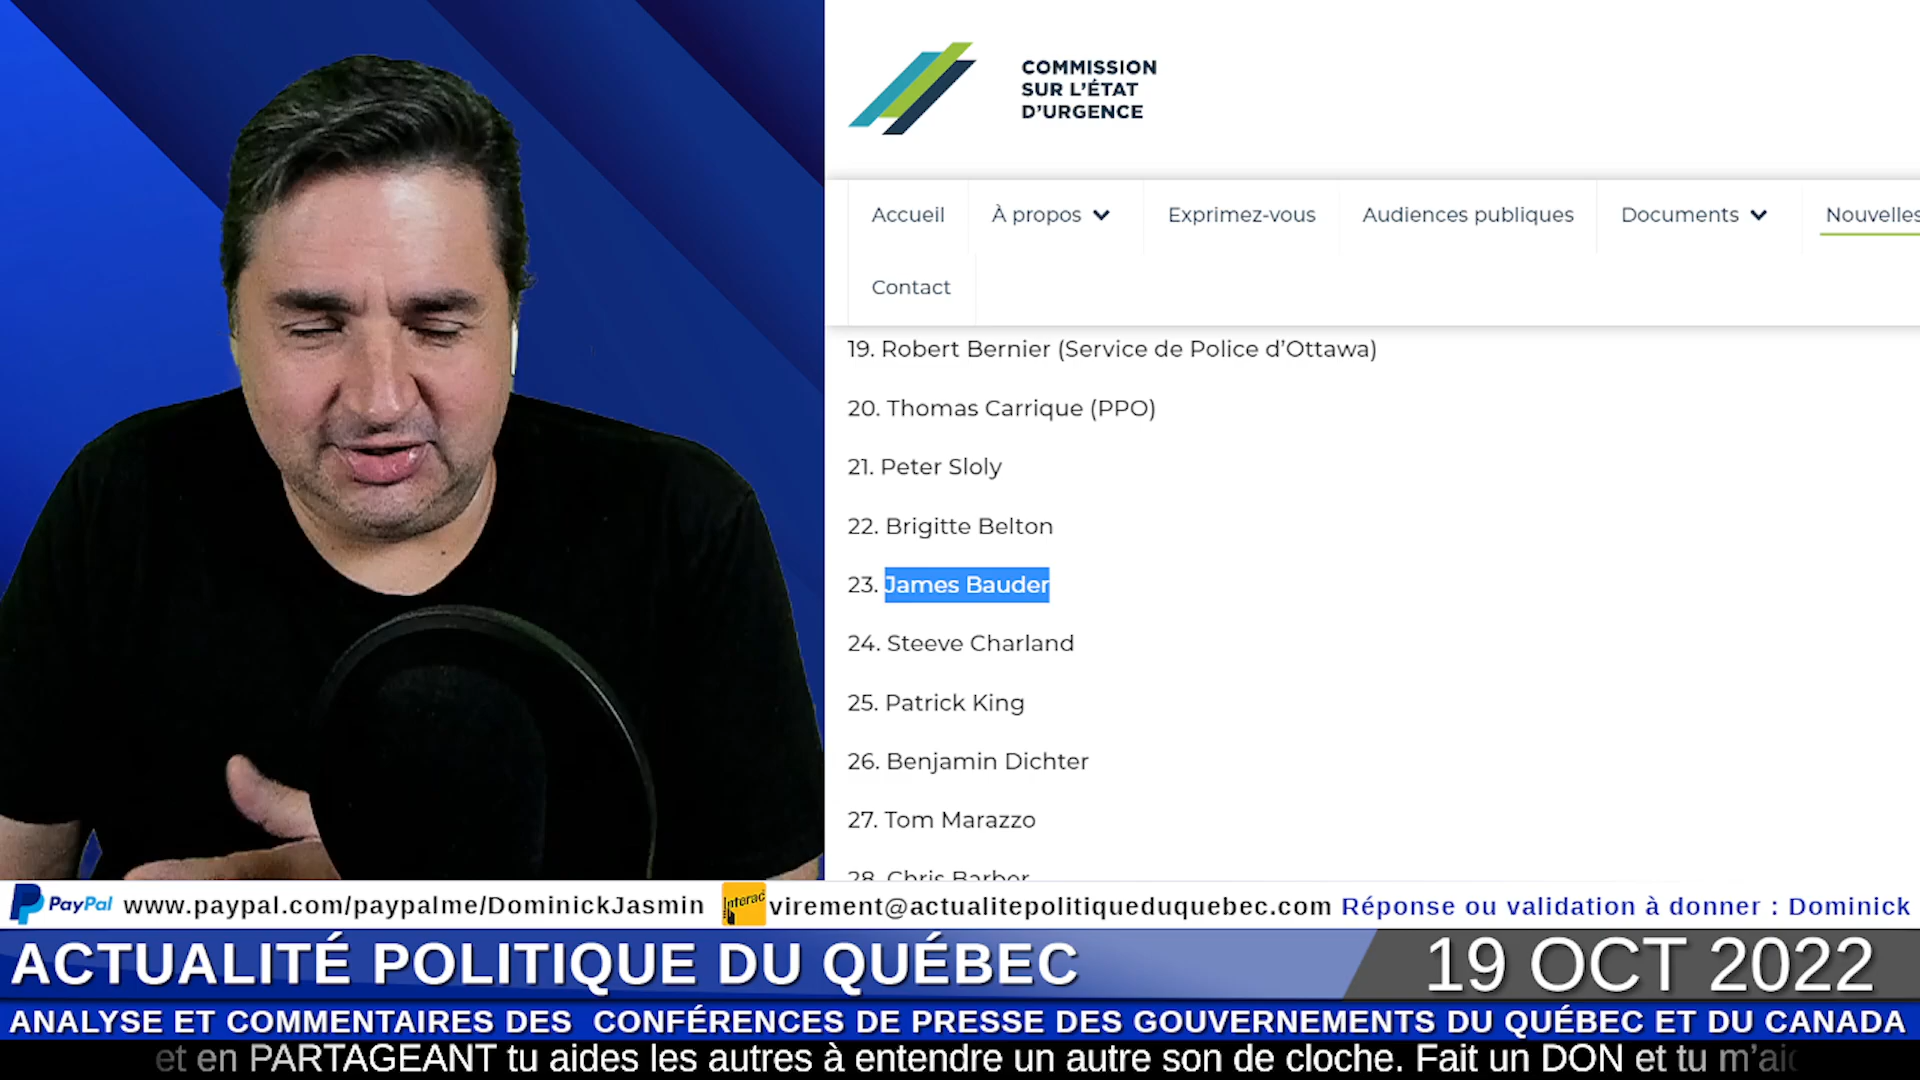 COMMISSION
SUR L'ÉTAT
D'URGENCE
Accueil À propos Exprimez-vous Audiences publiques Documents Nouvelles
Contact
19. Robert Bernier (Service de Police d'Ottawa)
20. Thomas Carrique (PPO)
21. Peter Sloly
22. Brigitte Belton
23. James Bauder
24. Steeve Charland
25. Patrick King
26. Benjamin Dichter
27. Tom Marazzo
28. Chris Barber
PayPal www.paypal.com/paypalme/DominickJasmin Interac virement@actualitepolitiqueduquebec.com Réponse ou validation à donner : Dominick
ACTUALITÉ POLITIQUE DU QUÉBEC 19 OCT 2022
ANALYSE ET COMMENTAIRES DES CONFÉRENCES DE PRESSE DES GOUVERNEMENTS DU QUÉBEC ET DU CANADA
et en PARTAGEANT tu aides les autres à entendre un autre son de cloche. Fait un DON et tu m'aid